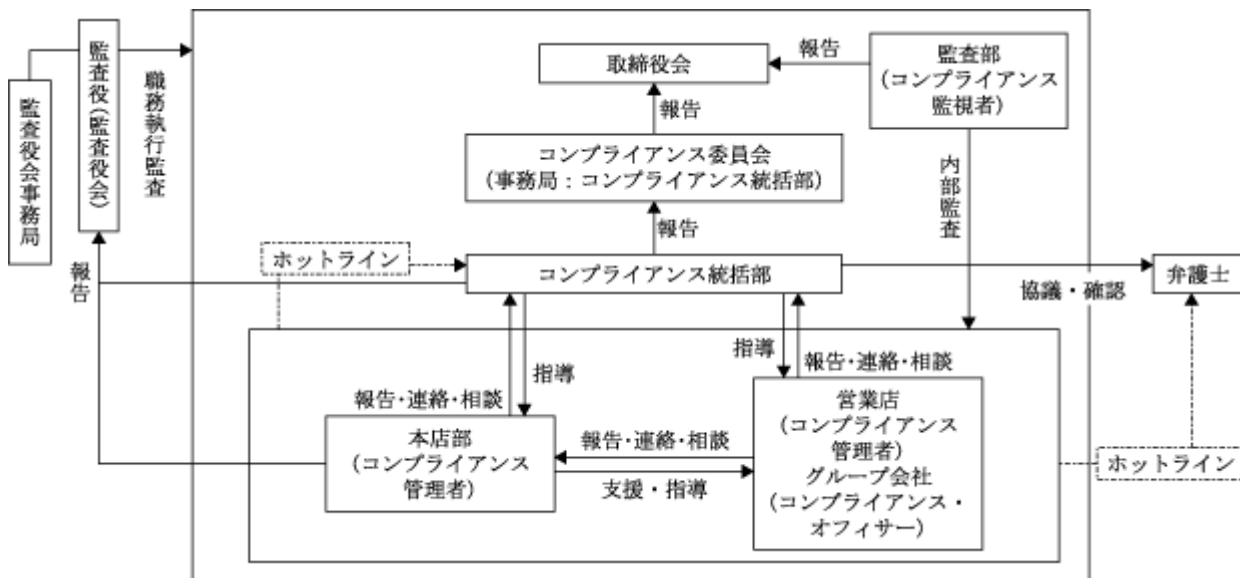 監査役会事務局
監査役(監査役会)
職務執行監査
報告
取締役会
報告
監査部
(コンプライアンス
監視者)
報告
コンプライアンス委員会
(事務局：コンプライアンス統括部)
内部監査
報告
ホットライン
コンプライアンス統括部
協議・確認
弁護士
指導
報告・連絡・相談
指導
報告・連絡・相談
本店部
(コンプライアンス
管理者)
報告・連絡・相談
支援・指導
営業店
(コンプライアンス
管理者)
グループ会社
(コンプライアンス・
オフィサー)
ホットライン